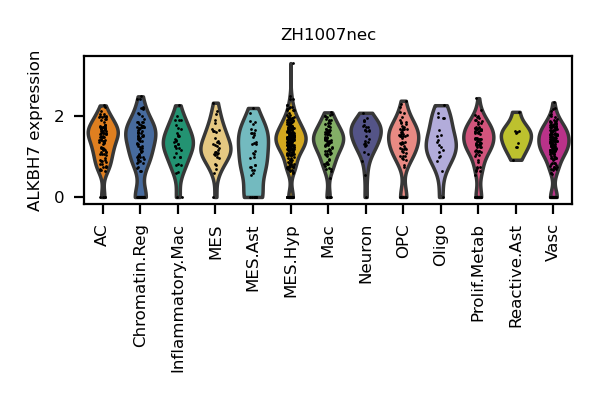 ZH1007nec
ALKBH7 expression
2
0
AC
Chromatin.Reg
Inflammatory.Mac
MES
MES.Ast
MES.Hyp
Mac
Neuron
OPC
Oligo
Prolif.Metab
Reactive.Ast
Vasc